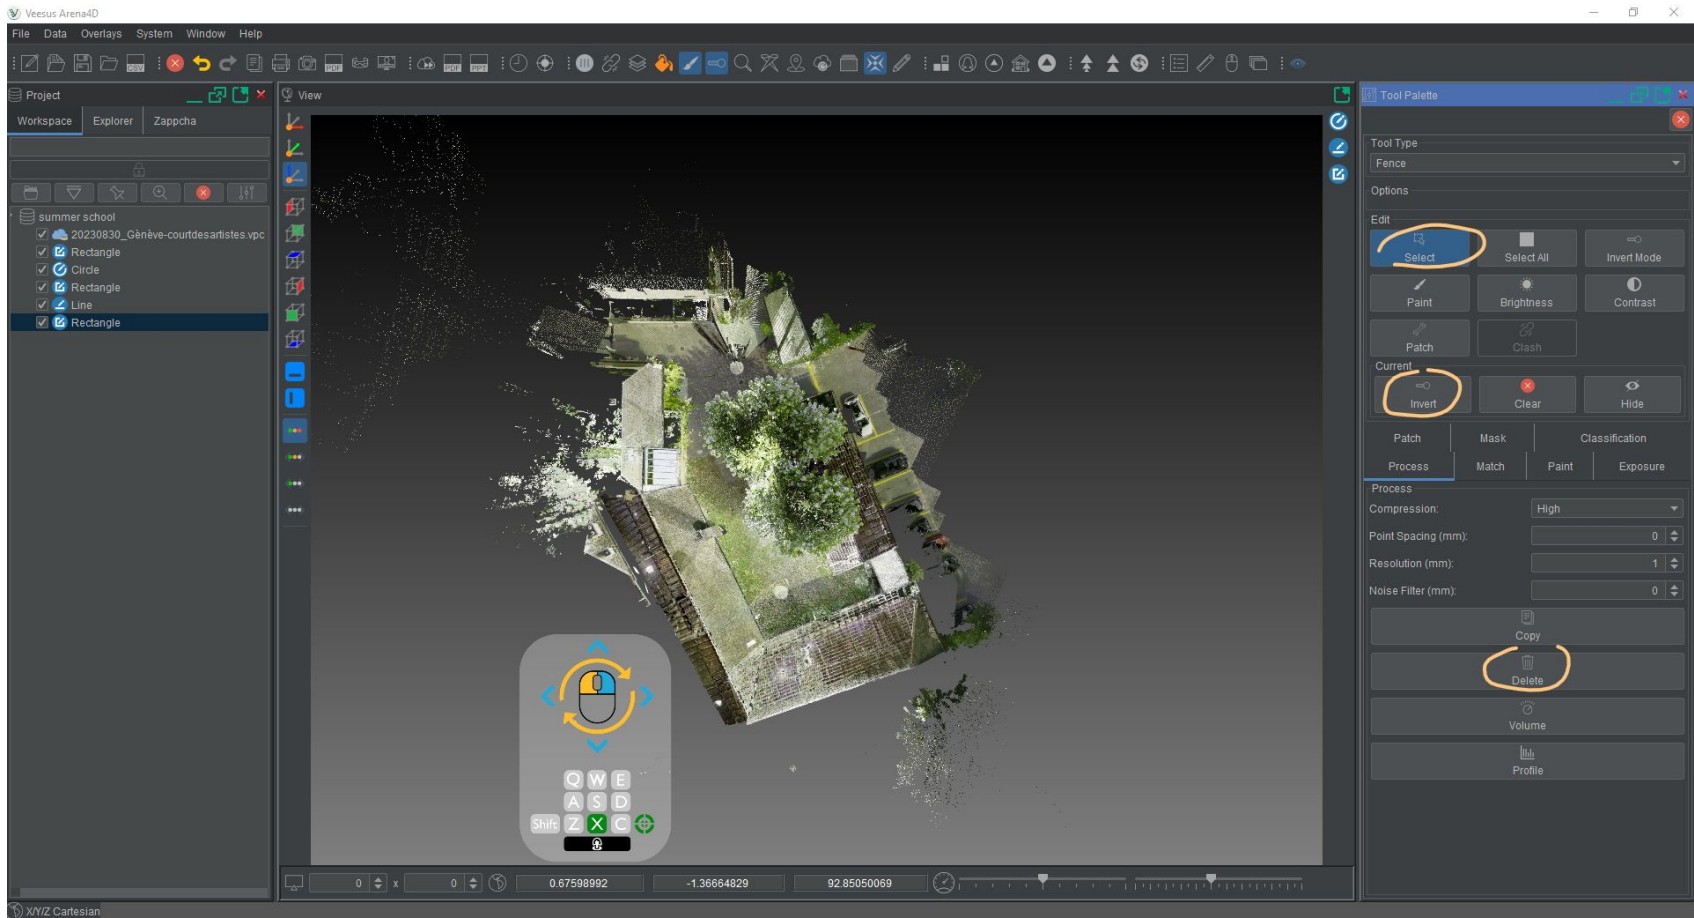 Veesus Arena4D
File Data Overlays System Window Help
Project
View
Tool Palette
Workspace Explorer Zappcha
Tool Type
Fence
Options
summer school
20230830_Gènève-courtdesartistes.vpc
Rectangle
Circle
Rectangle
Line
Rectangle
Edit
Select Select All Invert Mode
Paint Brightness Contrast
Patch Clash
Current
Invert Clear Hide
Patch Mask Classification
Process Match Paint Exposure
Process
Compression: High
Point Spacing (mm): 0
Resolution (mm): 1
Noise Filter (mm): 0
Copy
Delete
Volume
Profile
Q W E
A S D
Shift Z X C
0 x 0 0.67598992 -1.36664829 92.85050069
X/Y/Z Cartesian